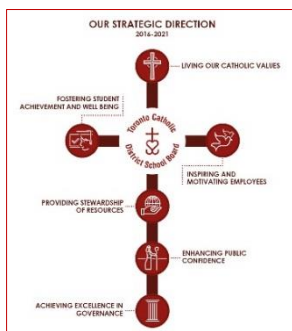 OUR STRATEGIC DIRECTION
2016-2021
LIVING OUR CATHOLIC VALUES
FOSTERING STUDENT
ACHIEVEMENT AND WELL BEING
Toronto Catholic
District School Board
INSPIRING AND
MOTIVATING EMPLOYEES
PROVIDING STEWARDSHIP
OF RESOURCES
ENHANCING PUBLIC
CONFIDENCE
ACHIEVING EXCELLENCE IN
GOVERNANCE